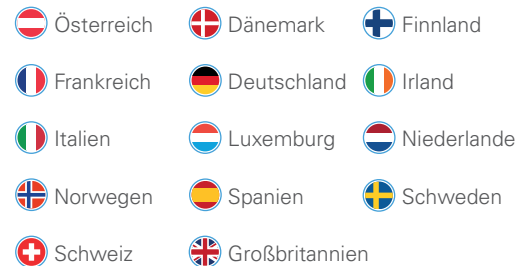 Österreich Dänemark Finnland
Frankreich Deutschland Irland
Italien Luxemburg Niederlande
Norwegen Spanien Schweden
Schweiz Großbritannien